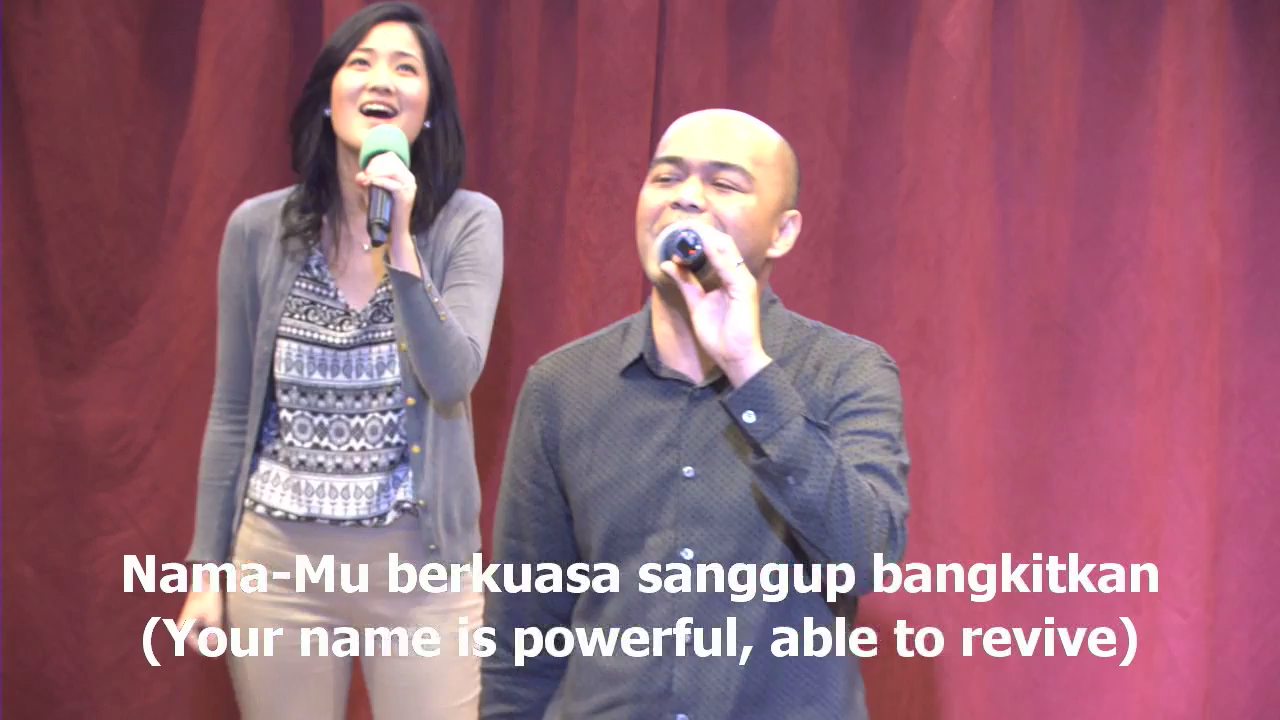 Nama-Mu berkuasa sanggup bangkitkan
(Your name is powerful, able to revive)